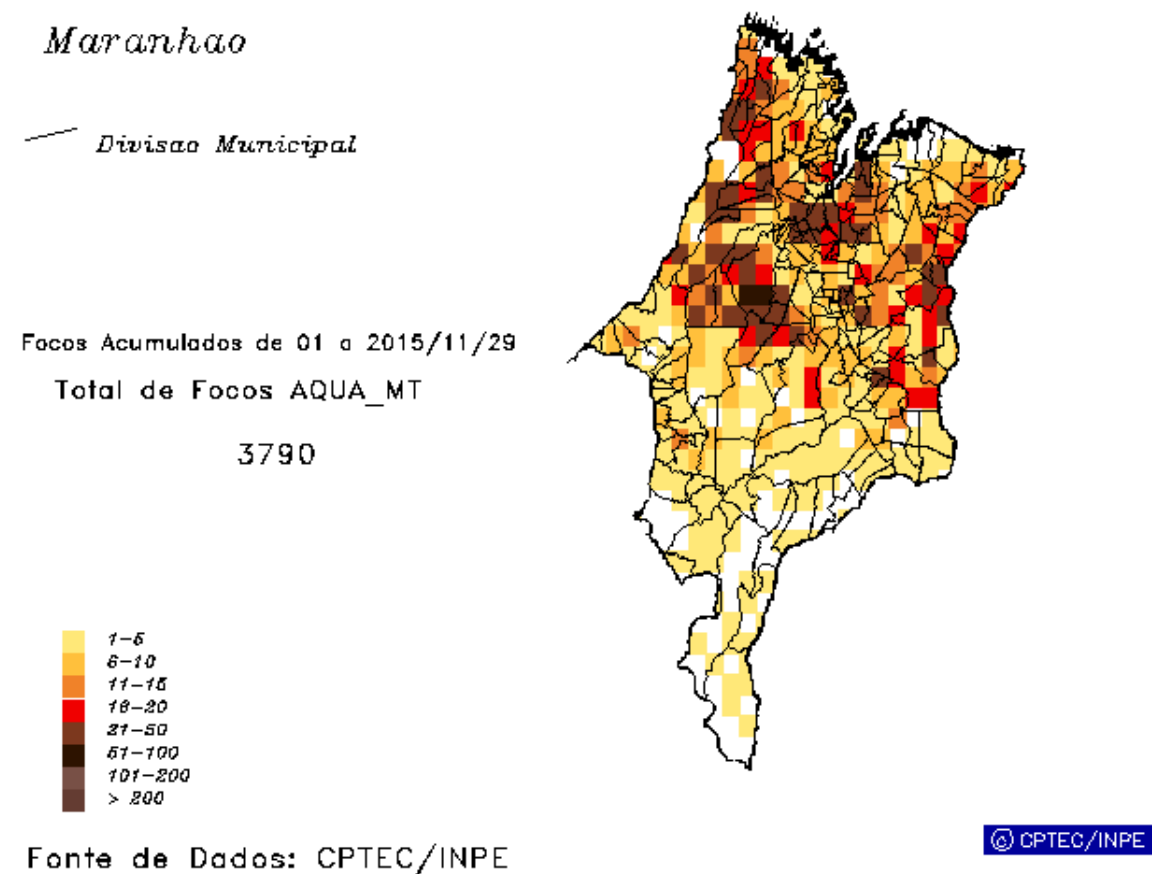 Maranhao
Divisao Municipal
Focos Acumulados de 01 a 2015/11/29
Total de Focos AQUA_MT
3790
1-5
6-10
11-15
16-20
21-50
51-100
101-200
> 200
Fonte de Dados: CPTEC/INPE
@ CPTEC/INPE